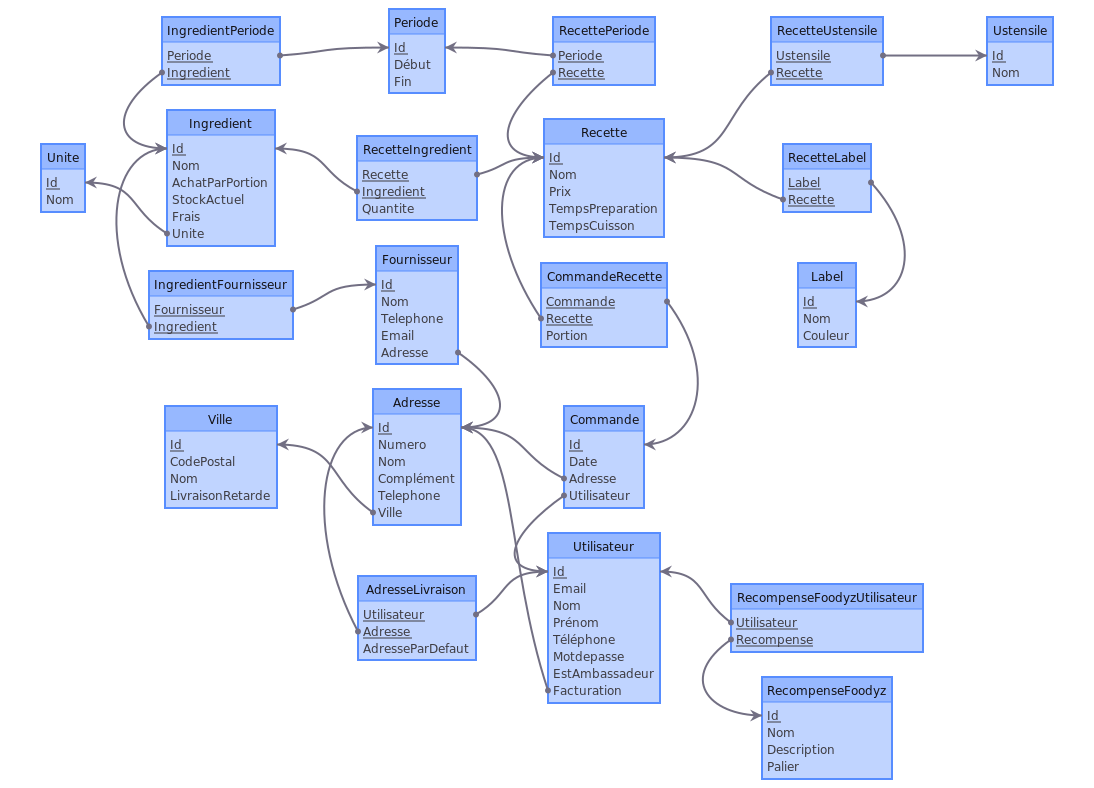 IngredientPeriode
Periode
Ingredient
Periode
Id
Début
Fin
RecettePeriode
Periode
Recette
RecetteUstensile
Ustensile
Recette
Ustensile
Id
Nom
Unite
Id
Nom
Ingredient
Id
Nom
AchatParPortion
StockActuel
Frais
Unite
RecetteIngredient
Recette
Ingredient
Quantite
Recette
Id
Nom
Prix
TempsPreparation
TempsCuisson
RecetteLabel
Label
Recette
IngredientFournisseur
Fournisseur
Ingredient
Fournisseur
Id
Nom
Telephone
Email
Adresse
CommandeRecette
Commande
Recette
Portion
Label
Id
Nom
Couleur
Ville
Id
CodePostal
Nom
LivraisonRetarde
Adresse
Id
Numero
Nom
Complément
Telephone
Ville
Commande
Id
Date
Adresse
Utilisateur
AdresseLivraison
Utilisateur
Adresse
AdresseParDefaut
Utilisateur
Id
Email
Nom
Prénom
Téléphone
Motdepasse
EstAmbassadeur
Facturation
RecompenseFoodyzUtilisateur
Utilisateur
Recompense
RecompenseFoodyz
Id
Nom
Description
Palier